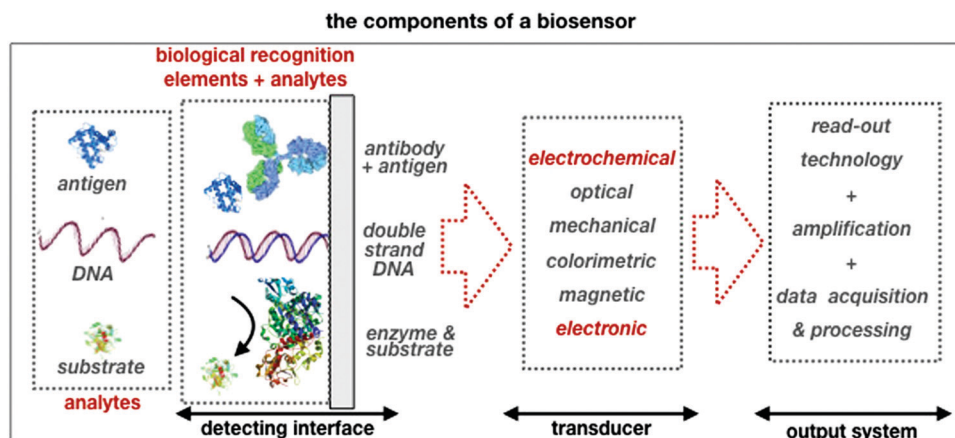 the components of a biosensor
biological recognition
elements + analytes
antigen
DNA
substrate
analytes
antibody
+ antigen
double
strand
DNA
enzyme &
substrate
detecting interface
electrochemical
optical
mechanical
colorimetric
magnetic
electronic
transducer
read-out
technology
+
amplification
+
data acquisition
& processing
output system